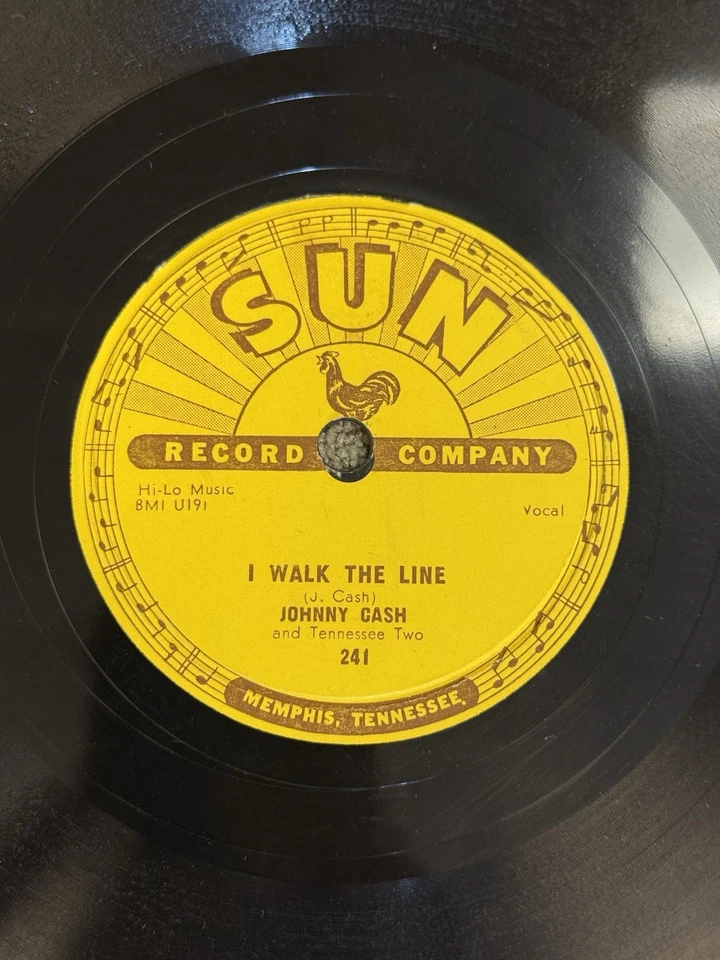 SUN
RECORD COMPANY
Hi-Lo Music
BMI U191
Vocal
I WALK THE LINE
(J. Cash)
JOHNNY CASH
and Tennessee Two
241
MEMPHIS, TENNESSEE.